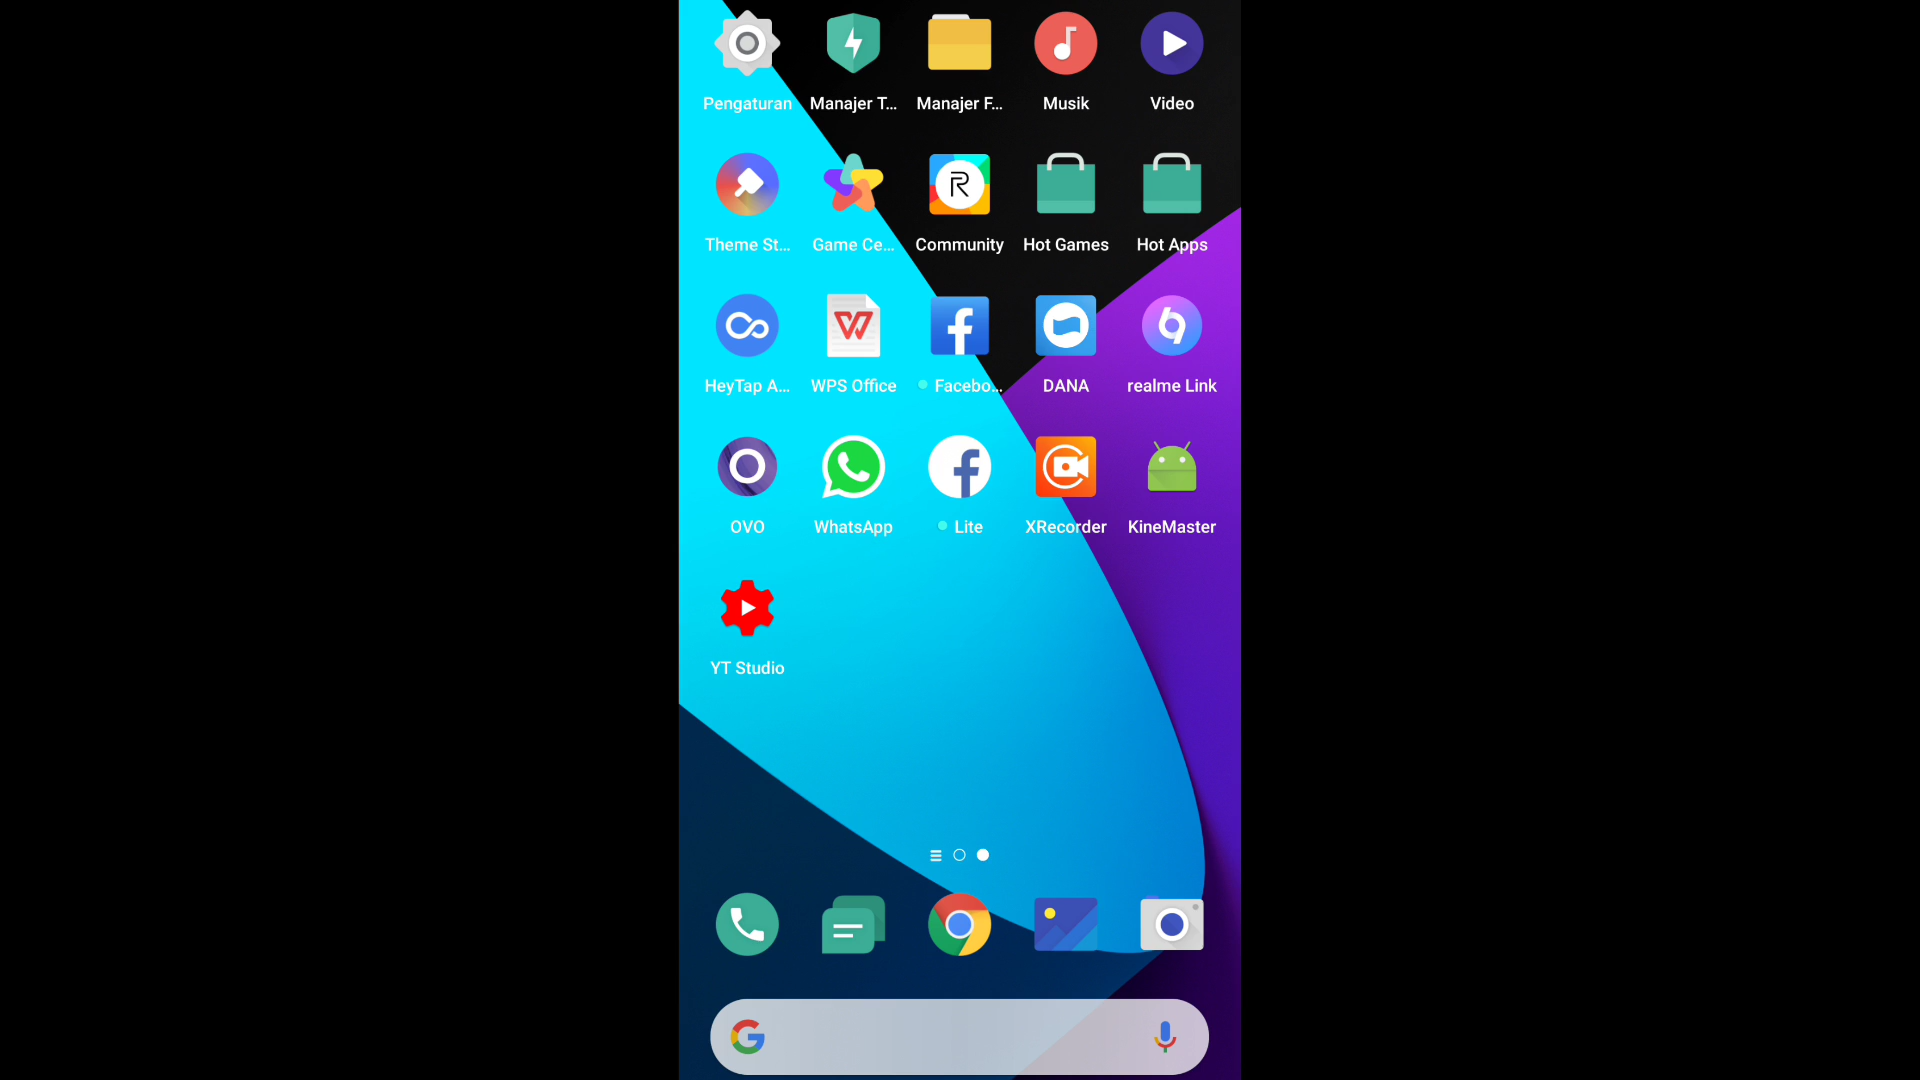 Pengaturan Manajer T... Manajer F... Musik Video
Theme St... Game Ce... Community Hot Games Hot Apps
HeyTap A... WPS Office Facebo... DANA realme Link
OVO WhatsApp Lite XRecorder KineMaster
YT Studio